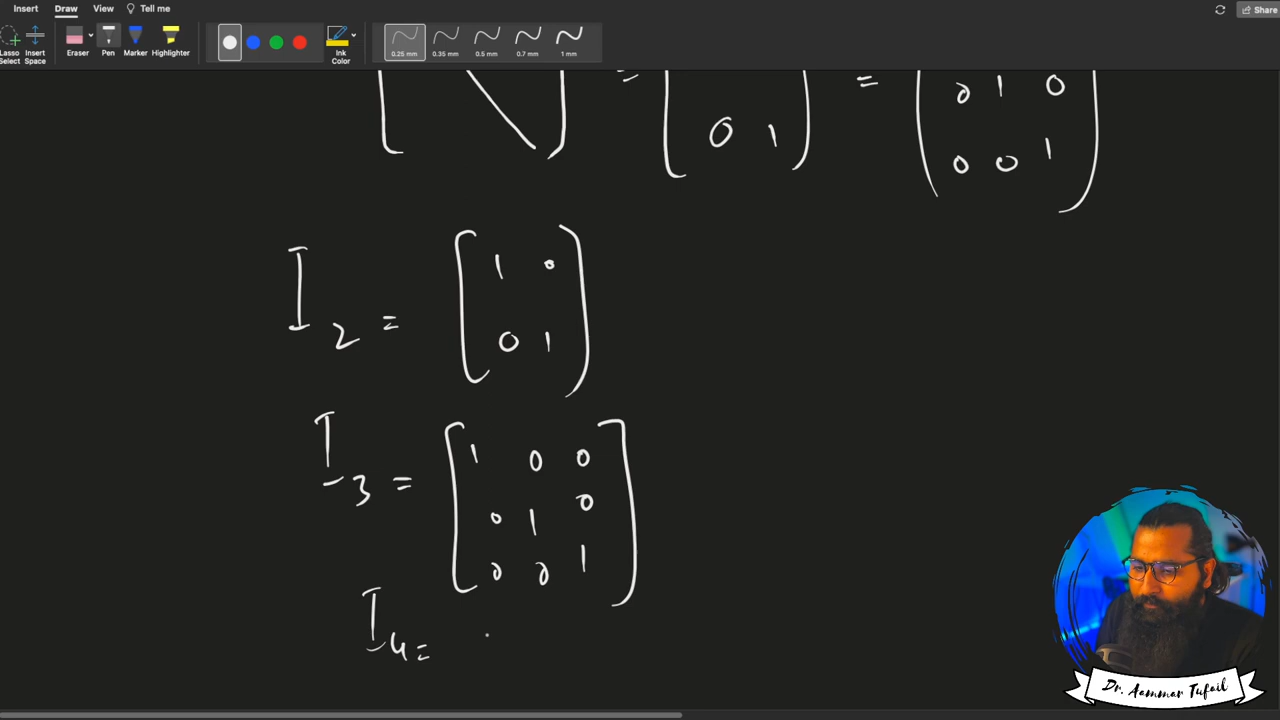 Insert Draw View Tell me Share
Lasso Select Insert Space Eraser Pen Marker Highlighter Ink Color 0.25 mm 0.35 mm 0.5 mm 0.7 mm 1 mm
= =
0 1 0
0 1
0 0 1
I2 = [ 1 0
0 1 ]
I3 = [ 1 0 0
0 1 0
0 0 1 ]
I4 =
Dr. Aammar Tufail